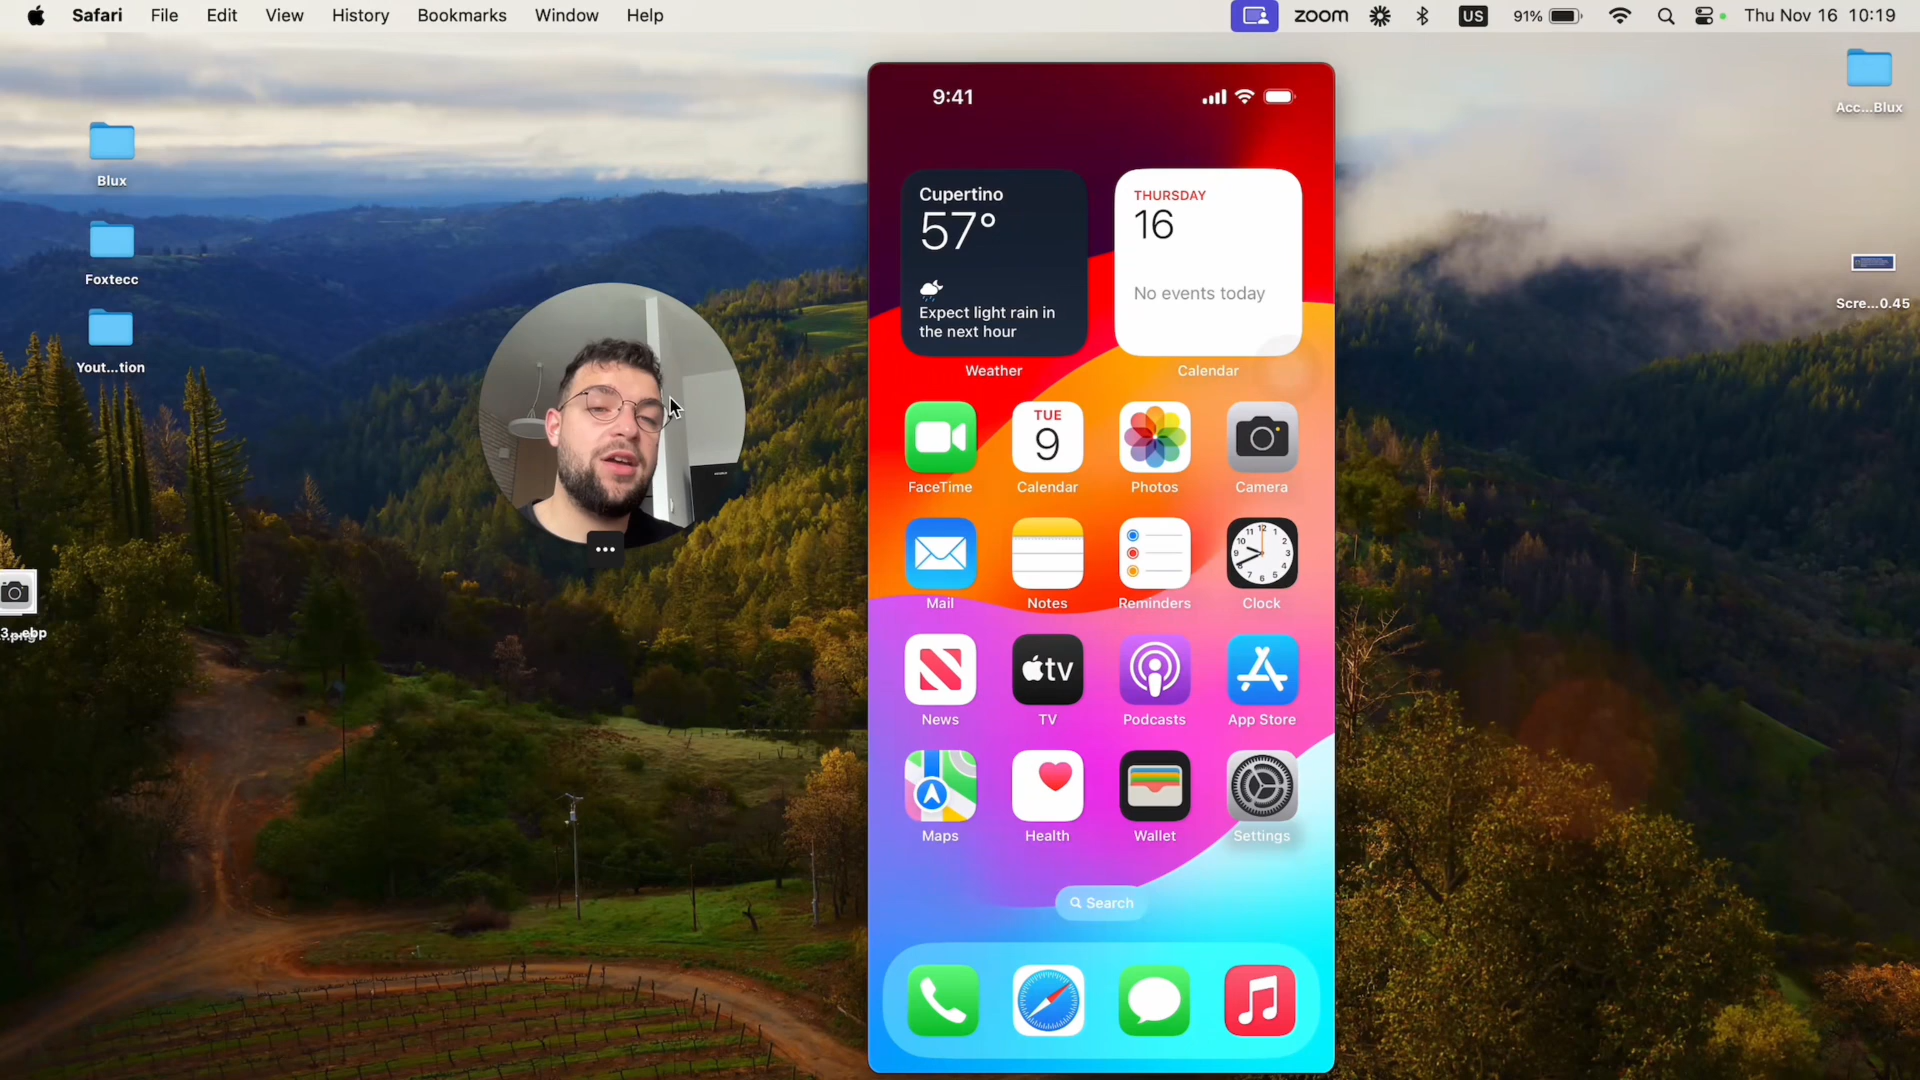 Safari File Edit View History Bookmarks Window Help zoom US 91% Thu Nov 16 10:19
Blux
Foxtecc
Yout...tion
Acc...Blux
Scre...0.45
9:41
Cupertino
57°
Expect light rain in
the next hour
Weather
THURSDAY
16
No events today
Calendar
TUE
9
FaceTime Calendar Photos Camera
Mail Notes Reminders Clock
tv
News TV Podcasts App Store
Maps Health Wallet Settings
Search